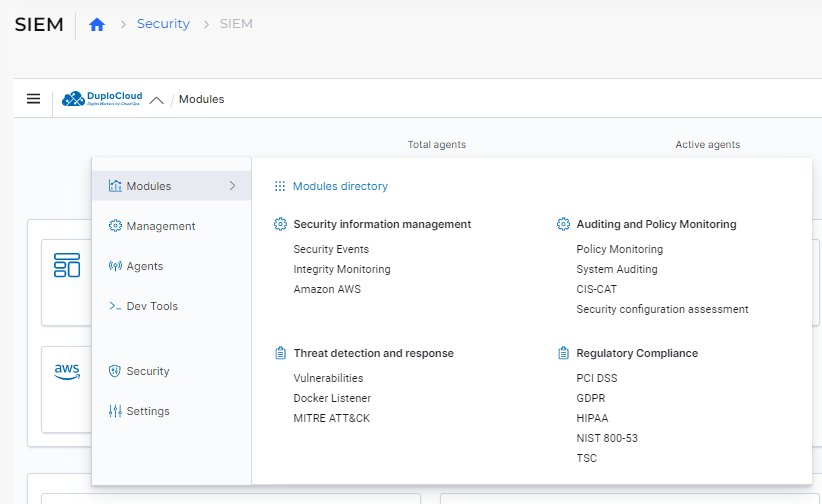 SIEM
Security
SIEM
DuploCloud
Digital Workers for Cloud Ops
/ Modules
Total agents
Active agents
Modules
Management
Agents
Dev Tools
Security
Settings
Modules directory
Security information management
Security Events
Integrity Monitoring
Amazon AWS
Auditing and Policy Monitoring
Policy Monitoring
System Auditing
CIS-CAT
Security configuration assessment
Threat detection and response
Vulnerabilities
Docker Listener
MITRE ATT&CK
Regulatory Compliance
PCI DSS
GDPR
HIPAA
NIST 800-53
TSC
aws